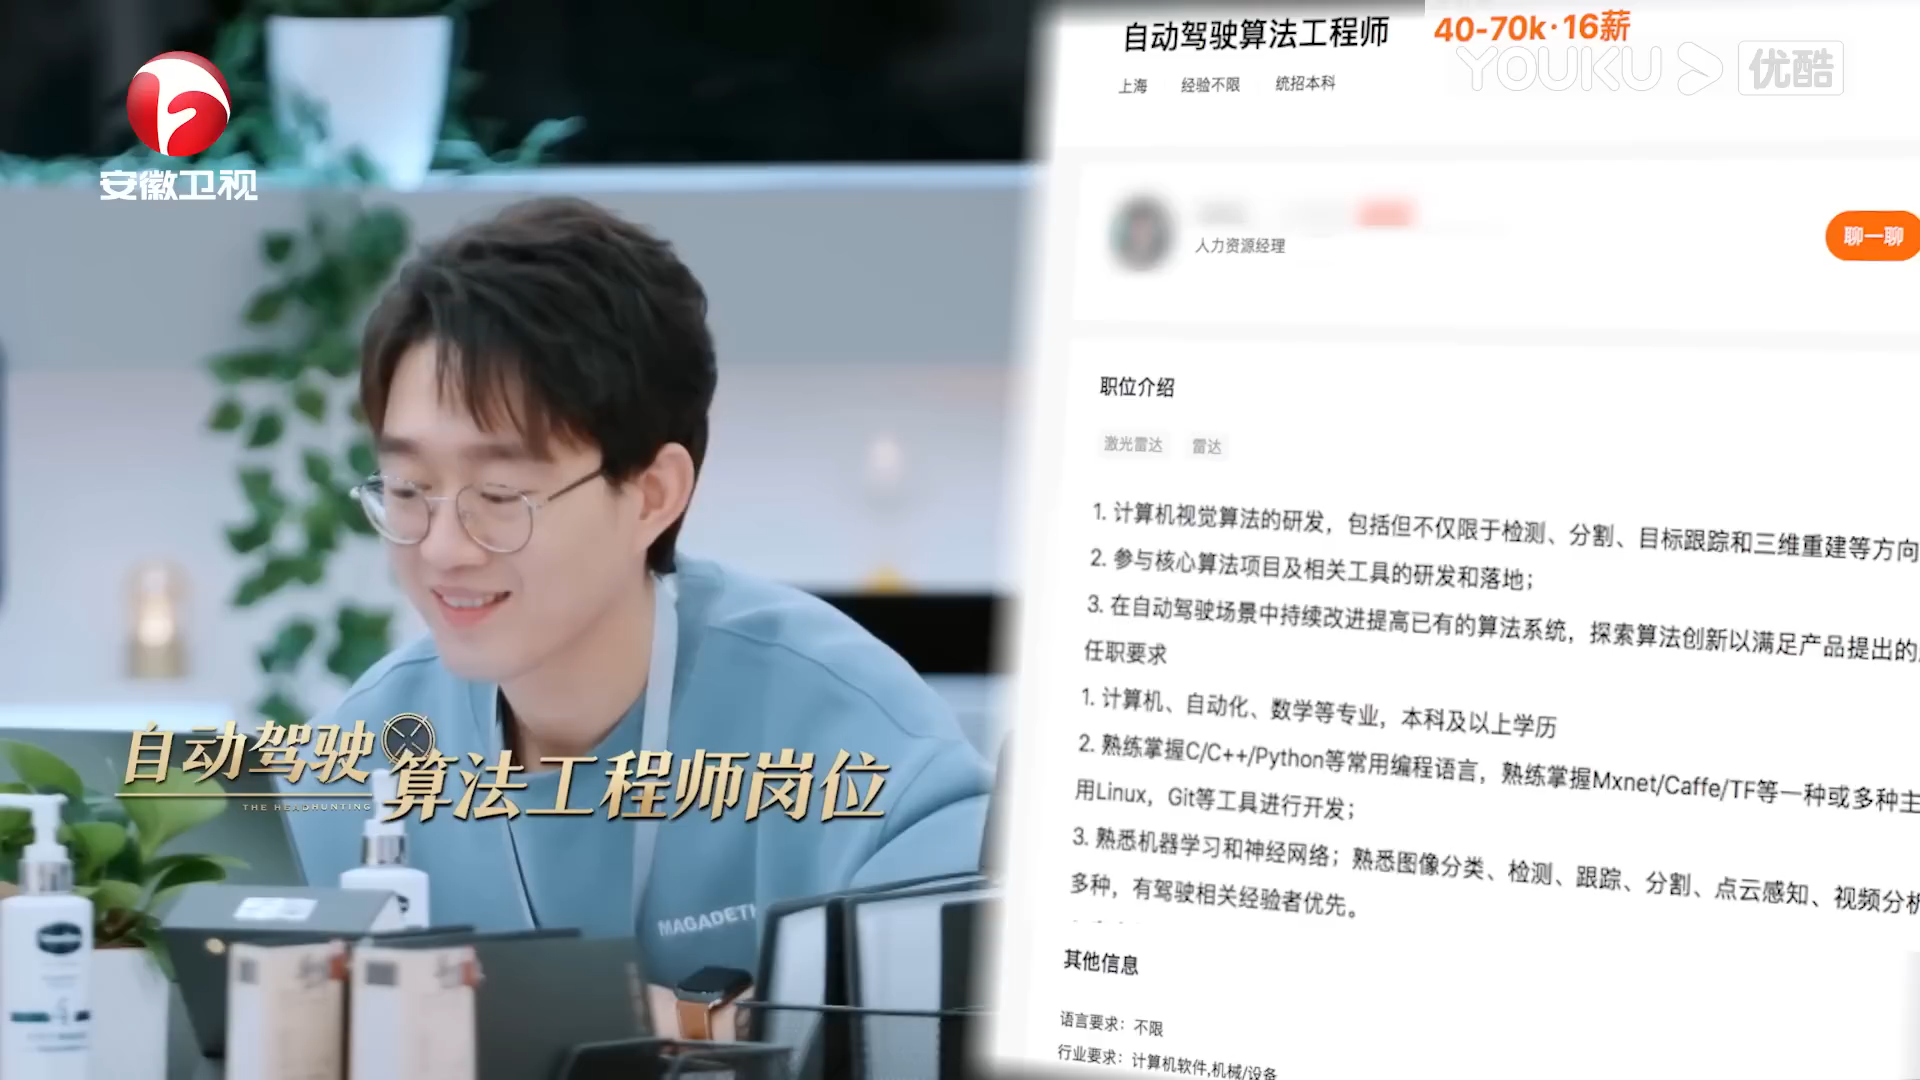 安徽卫视
自动驾驶算法工程师
40-70k·16薪
YOUKU 优酷
上海 经验不限 统招本科
人力资源经理
聊一聊
职位介绍
激光雷达 雷达
1. 计算机视觉算法的研发，包括但不仅限于检测、分割、目标跟踪和三维重建等方向
2. 参与核心算法项目及相关工具的研发和落地；
3. 在自动驾驶场景中持续改进提高已有的算法系统，探索算法创新以满足产品提出的
任职要求
1. 计算机、自动化、数学等专业，本科及以上学历
2. 熟练掌握C/C++/Python等常用编程语言，熟练掌握Mxnet/Caffe/TF等一种或多种主
用Linux，Git等工具进行开发；
3. 熟悉机器学习和神经网络；熟悉图像分类、检测、跟踪、分割、点云感知、视频分析
多种，有驾驶相关经验者优先。
其他信息
语言要求：不限
行业要求：计算机软件,机械/设备
自动驾驶
算法工程师岗位
THE HEADHUNTING
MAGADETH